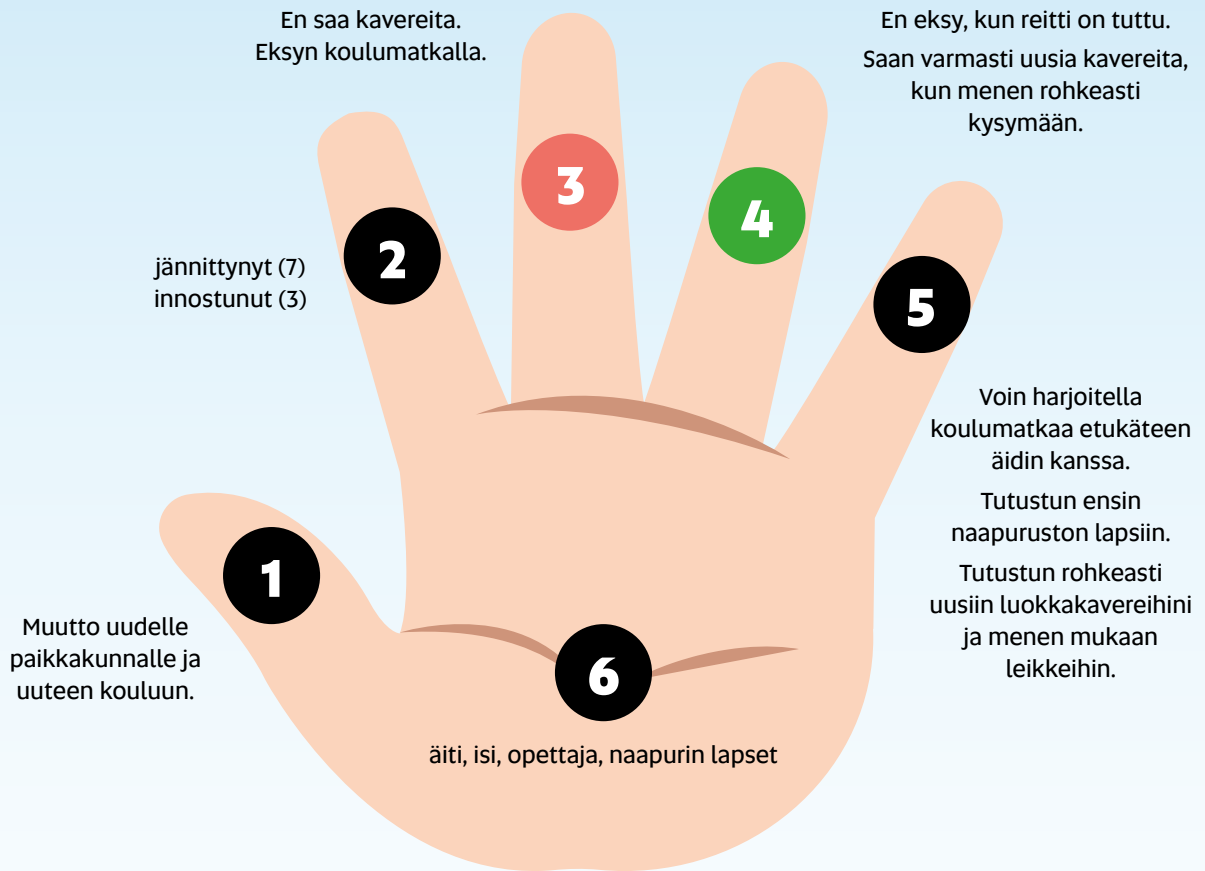 En saa kavereita.
Eksyn koulumatkalla.
En eksy, kun reitti on tuttu.
Saan varmasti uusia kavereita,
kun menen rohkeasti
kysymään.
3
4
2
jännittynyt (7)
innostunut (3)
5
Voin harjoitella
koulumatkaa etukäteen
äidin kanssa.
Tutustun ensin
naapuruston lapsiin.
Tutustun rohkeasti
uusiin luokkakavereihini
ja menen mukaan
leikkeihin.
1
Muutto uudelle
paikkakunnalle ja
uuteen kouluun.
6
äiti, isi, opettaja, naapurin lapset